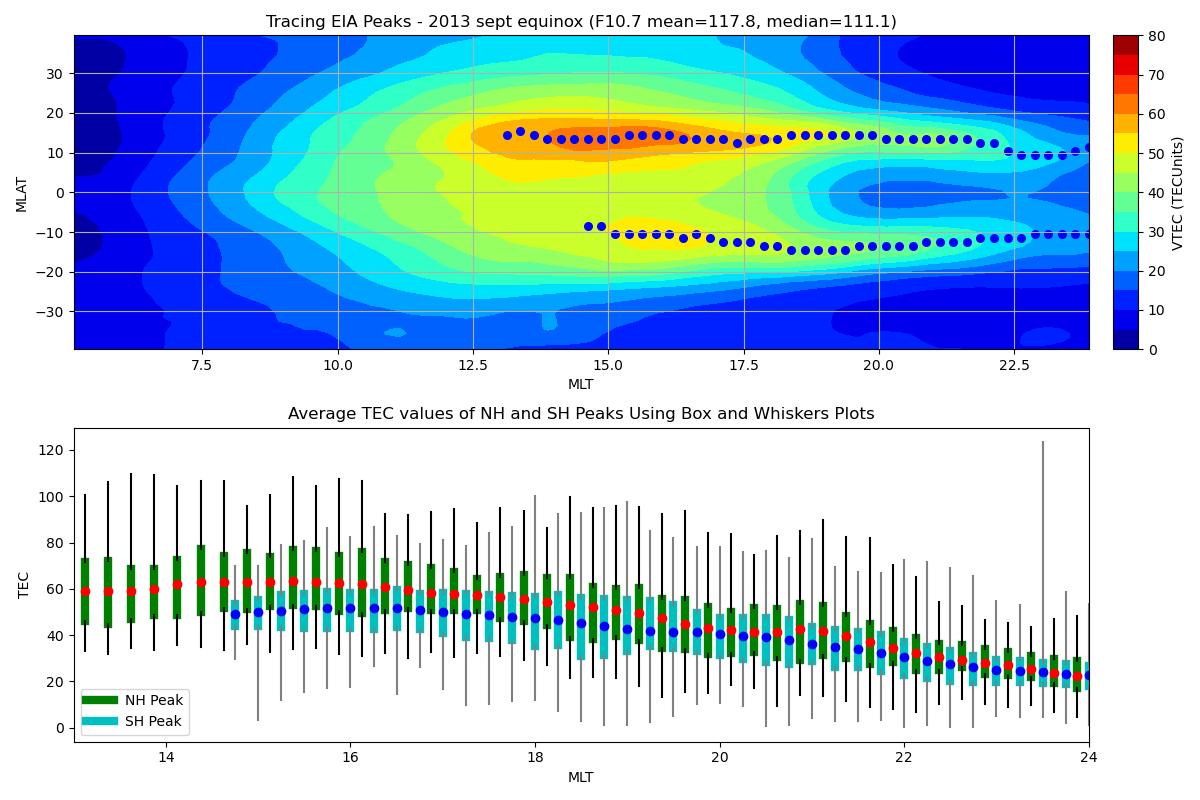 Tracing EIA Peaks - 2013 sept equinox (F10.7 mean=117.8, median=111.1)
30
20
10
0
−10
−20
−30
MLAT
7.5 10.0 12.5 15.0 17.5 20.0 22.5
MLT
80
70
60
50
40
30
20
10
0
VTEC (TECUnits)
Average TEC values of NH and SH Peaks Using Box and Whiskers Plots
120
100
80
60
40
20
0
TEC
NH Peak
SH Peak
14 16 18 20 22 24
MLT